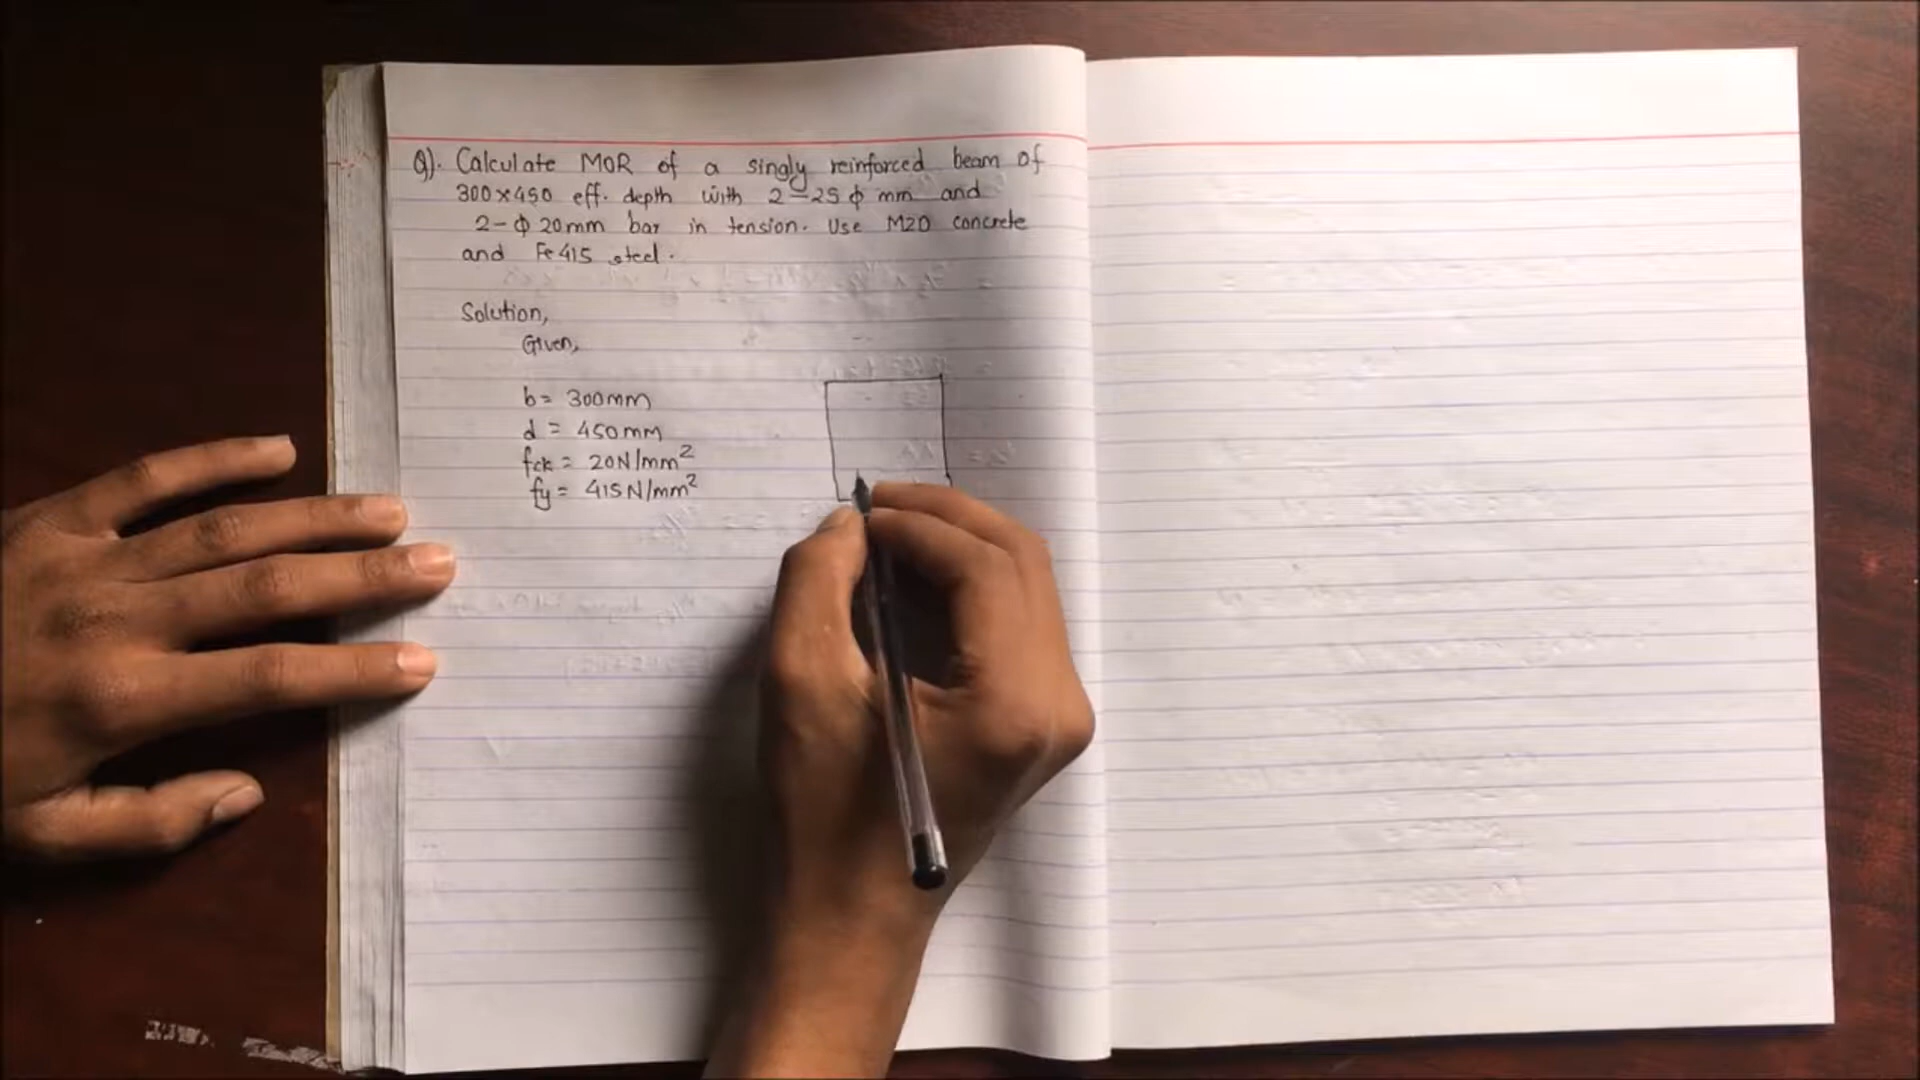 Q). Calculate MOR of a singly reinforced beam of
300×450 eff. depth with 2-25 φ mm and
2-φ 20mm bar in tension. Use M20 concrete
and Fe415 steel.
Solution,
Given,
b = 300mm
d = 450mm
fck = 20N/mm²
fy = 415N/mm²